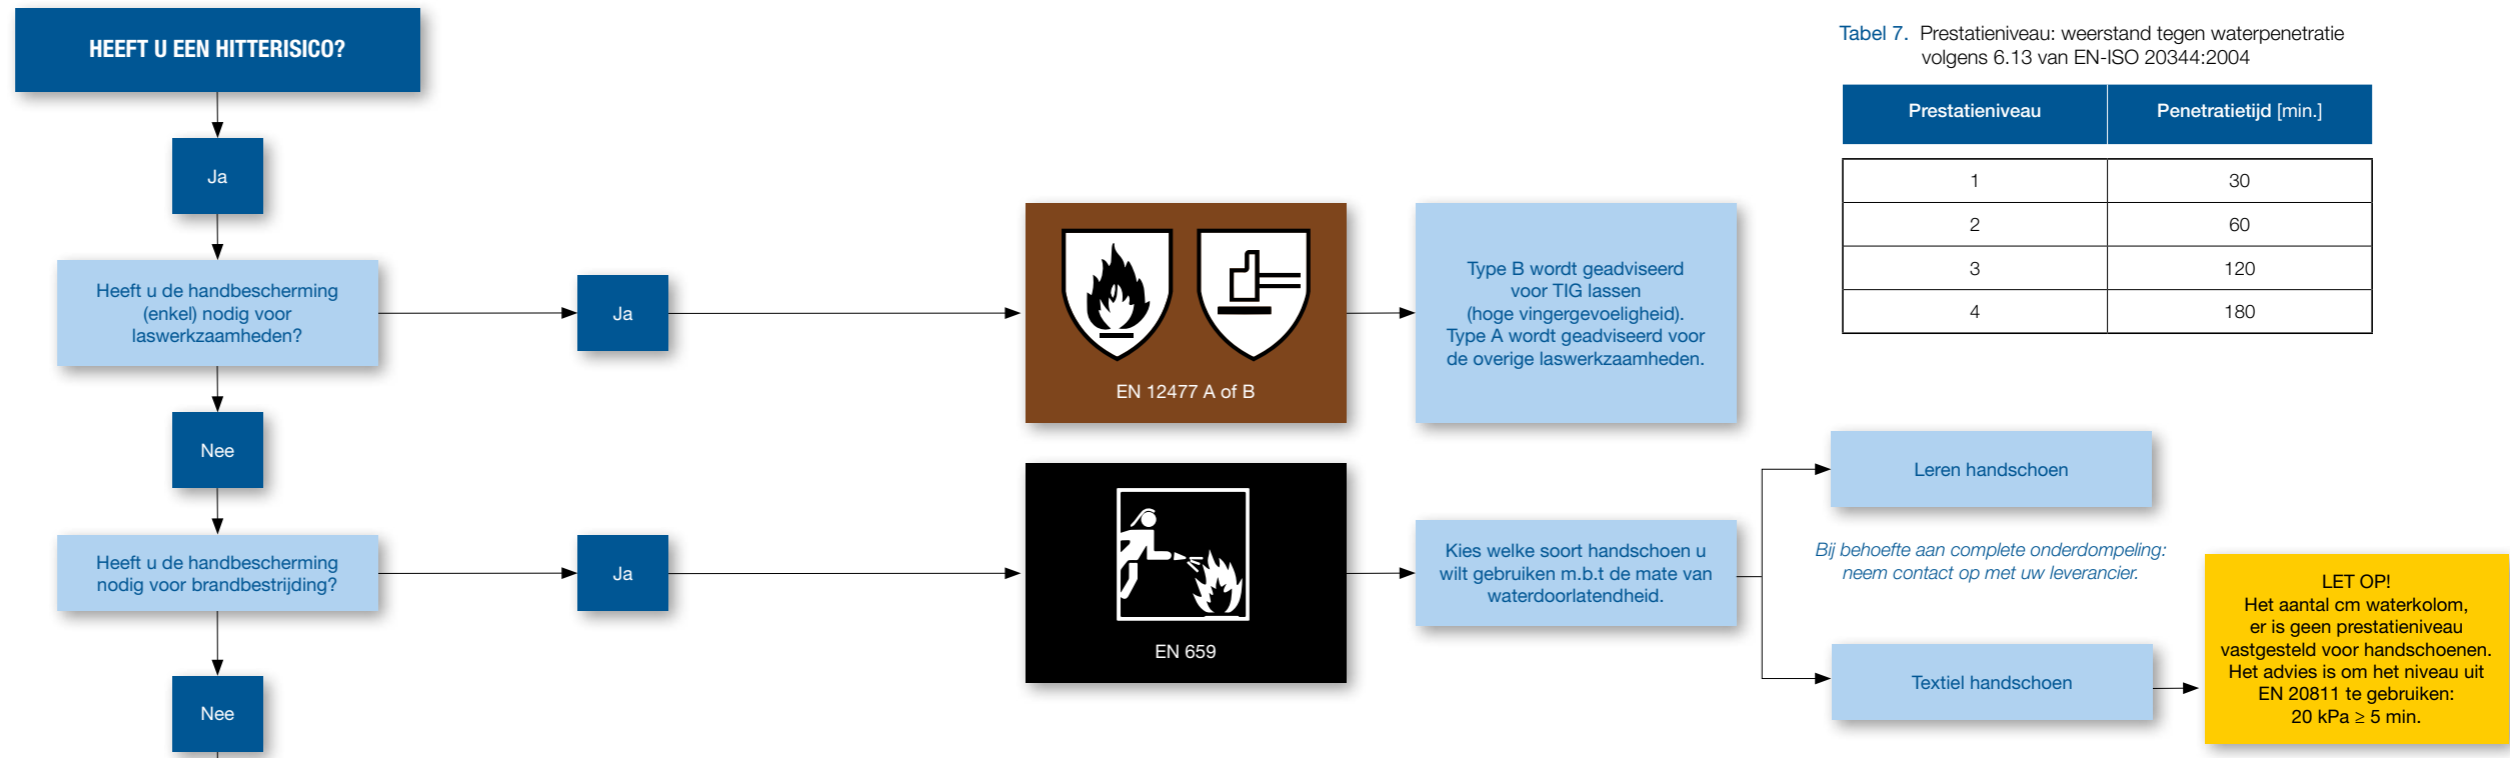 HEEFT U EEN HITTERISICO?
Ja
Heeft u de handbescherming
(enkel) nodig voor
laswerkzaamheden?
Ja
EN 12477 A of B
Type B wordt geadviseerd
voor TIG lassen
(hoge vingergevoeligheid).
Type A wordt geadviseerd voor
de overige laswerkzaamheden.
Nee
Heeft u de handbescherming
nodig voor brandbestrijding?
Ja
EN 659
Kies welke soort handschoen u
wilt gebruiken m.b.t de mate van
waterdoorlatendheid.
Leren handschoen
Bij behoefte aan complete onderdompeling:
neem contact op met uw leverancier.
Textiel handschoen
LET OP!
Het aantal cm waterkolom,
er is geen prestatieniveau
vastgesteld voor handschoenen.
Het advies is om het niveau uit
EN 20811 te gebruiken:
20 kPa ≥ 5 min.
Nee
Tabel 7. Prestatieniveau: weerstand tegen waterpenetratie
volgens 6.13 van EN-ISO 20344:2004
Prestatieniveau Penetratietijd [min.]
1 30
2 60
3 120
4 180